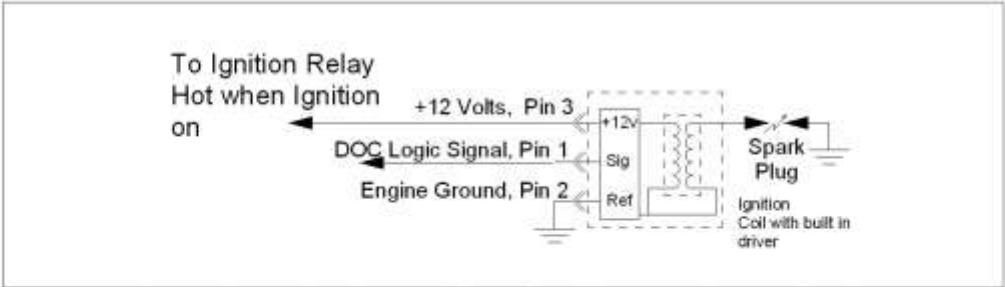 To Ignition Relay
Hot when Ignition
on
+12 Volts, Pin 3
DOC Logic Signal, Pin 1
Engine Ground, Pin 2
+12v
Sig
Ref
Spark
Plug
Ignition
Coil with built in
driver